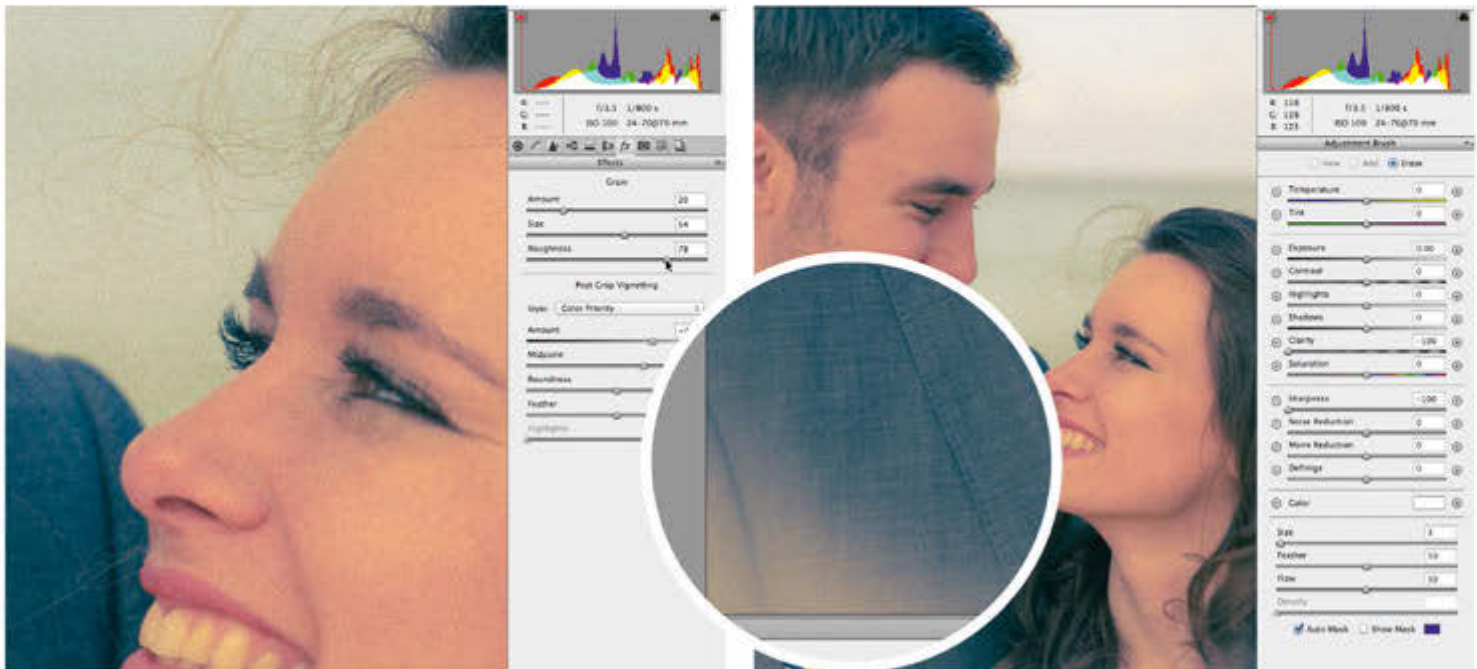 R: ---
G: ---
B: ---
f/3.5 1/800 s
ISO 100 24-70@70 mm
Effects
Grain
Amount 20
Size 54
Roughness 78
Post Crop Vignetting
Style: Color Priority
Amount
Midpoint
Roundness
Feather
Highlights
R: 128
G: 128
B: 123
f/3.5 1/800 s
ISO 100 24-70@70 mm
Adjustment Brush
New Add Erase
Temperature 0
Tint 0
Exposure 0.00
Contrast 0
Highlights 0
Shadows 0
Clarity -100
Saturation 0
Sharpness -100
Noise Reduction 0
Moire Reduction 0
Defringe 0
Color
Size 3
Feather 50
Flow 50
Density
Auto Mask Show Mask